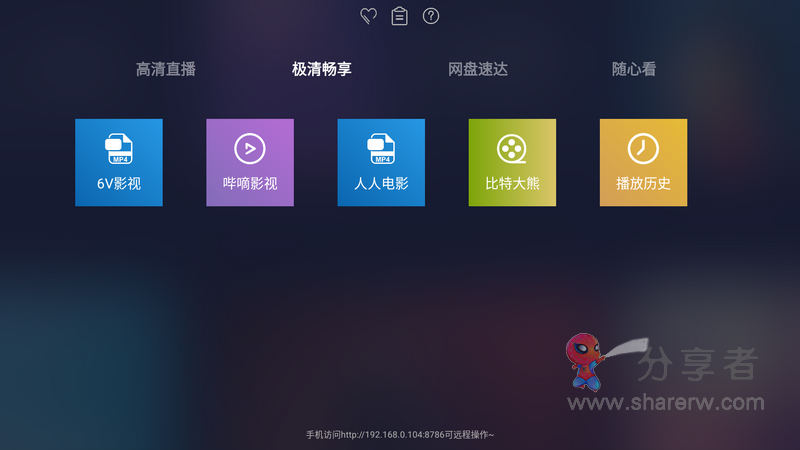 高清直播 极清畅享 网盘速达 随心看
MP4 MP4
6V影视 哔嘀影视 人人电影 比特大熊 播放历史
分享者
www.sharerw.com
手机访问http://192.168.0.104:8786可远程操作~